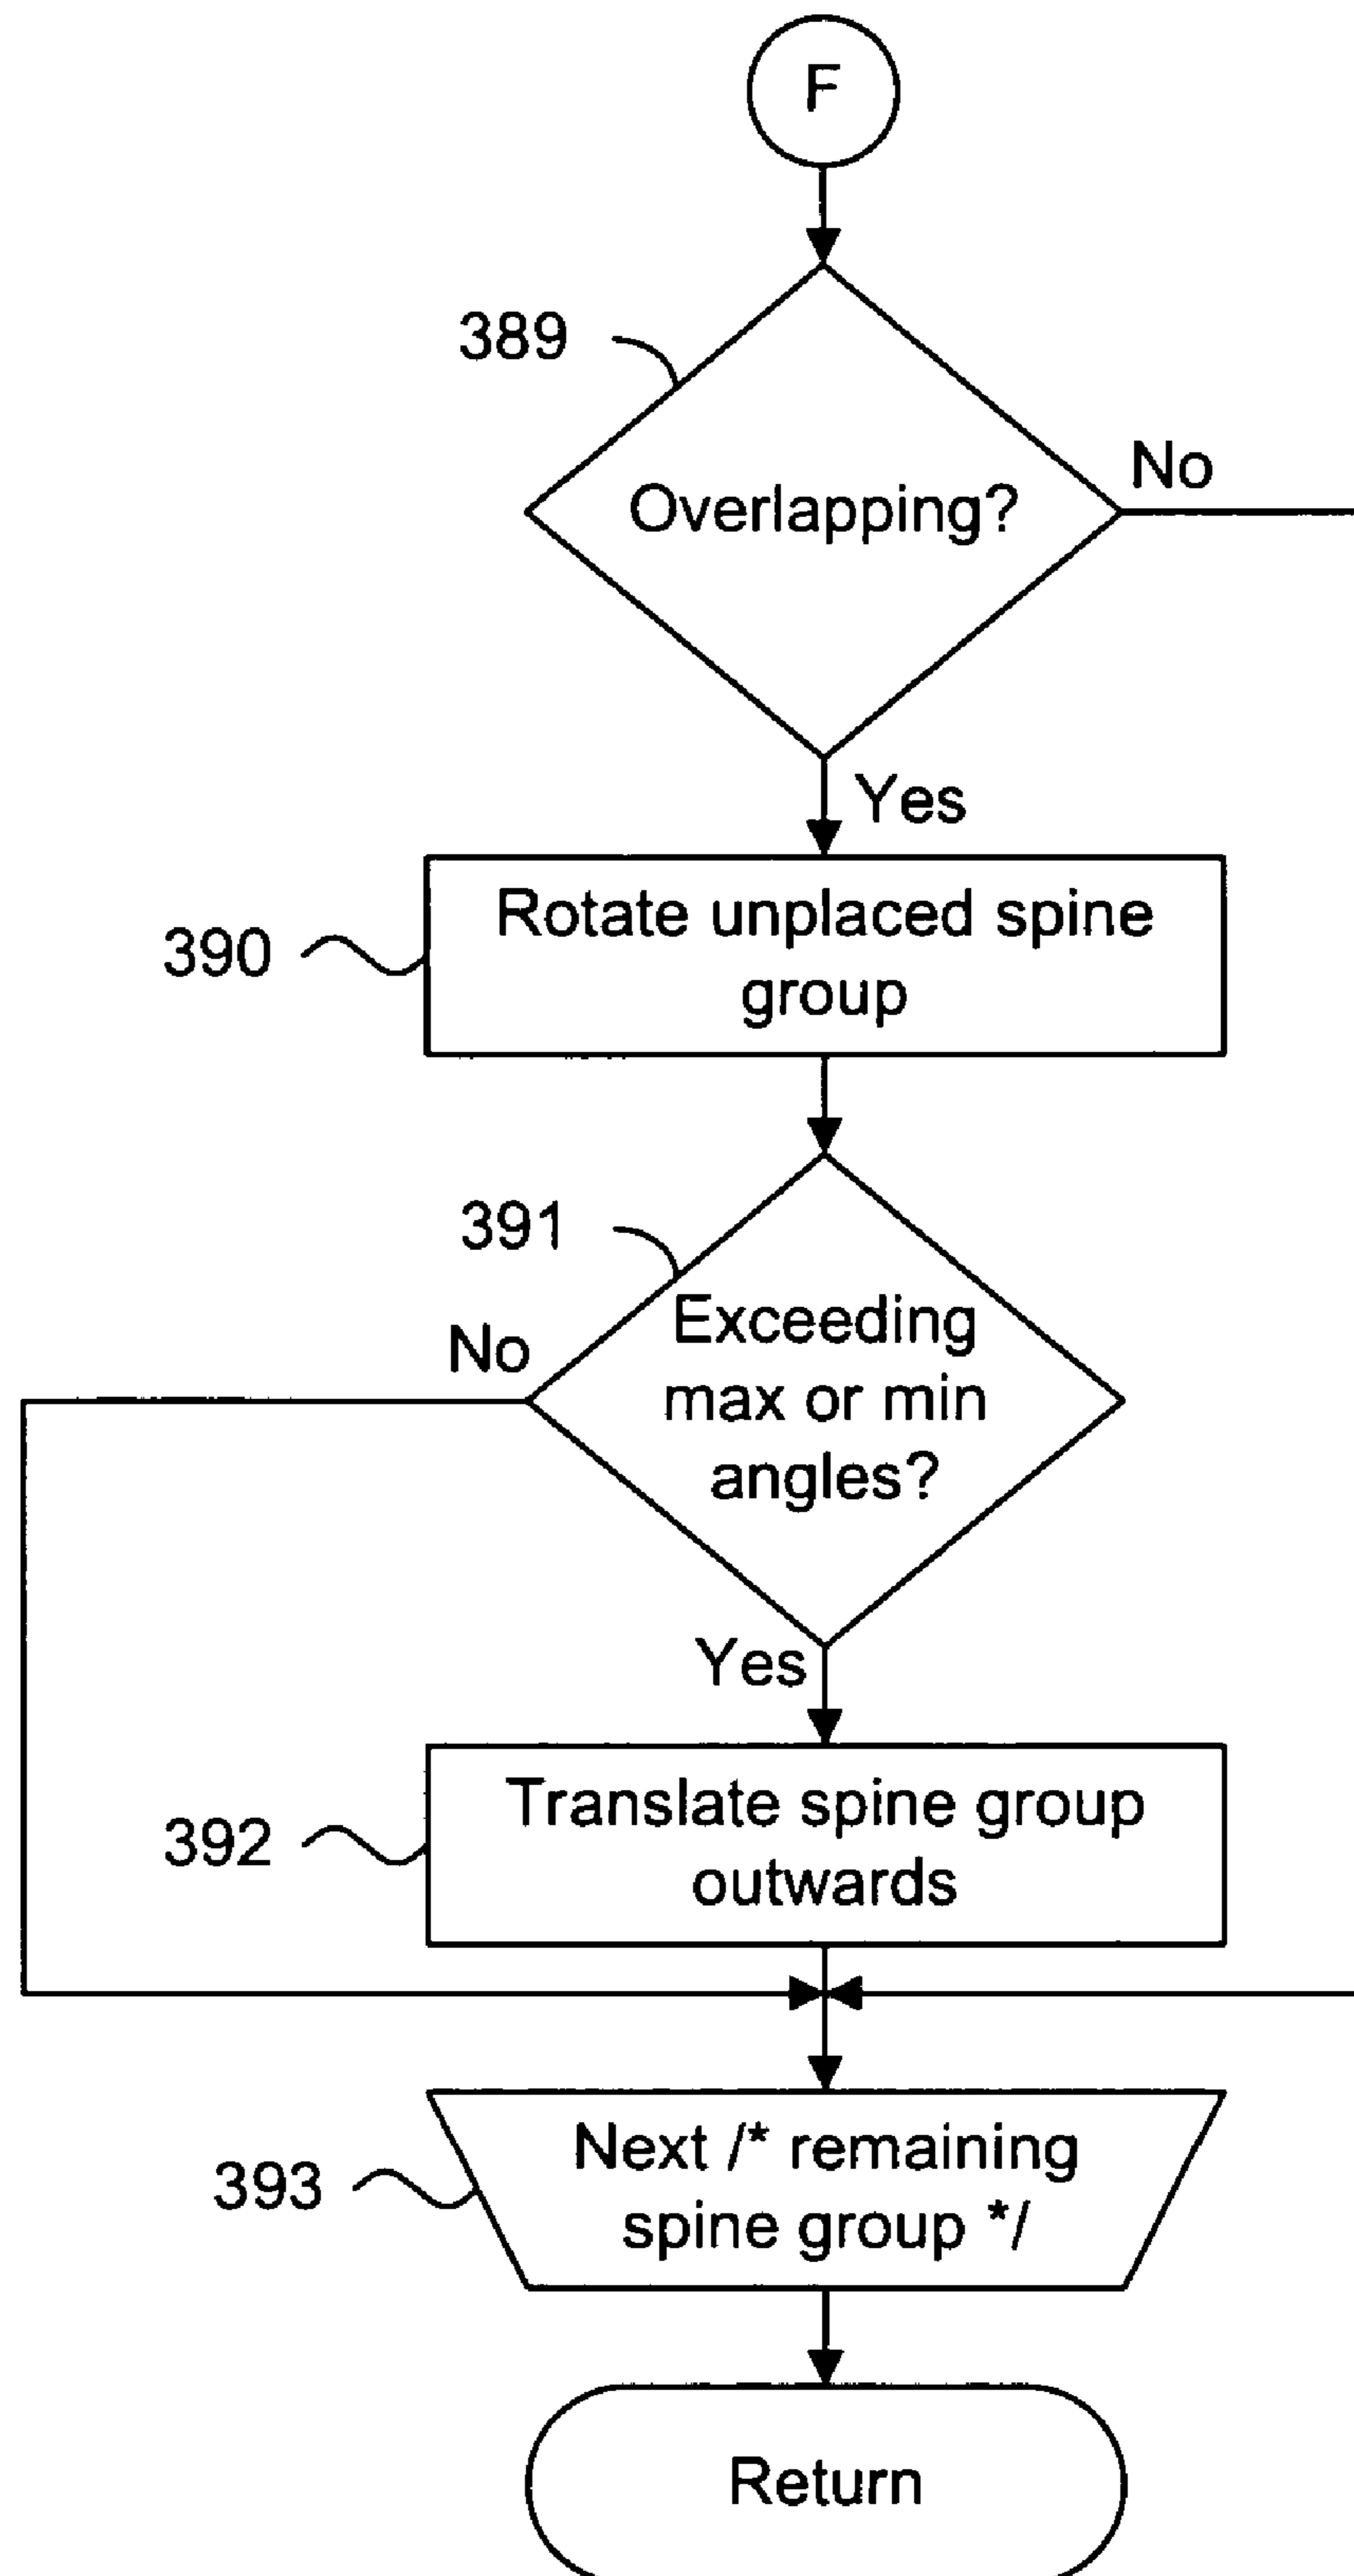 F
389
Overlapping?
No
Yes
390
Rotate unplaced spine
group
391
No
Exceeding
max or min
angles?
Yes
392
Translate spine group
outwards
393
Next /* remaining
spine group */
Return